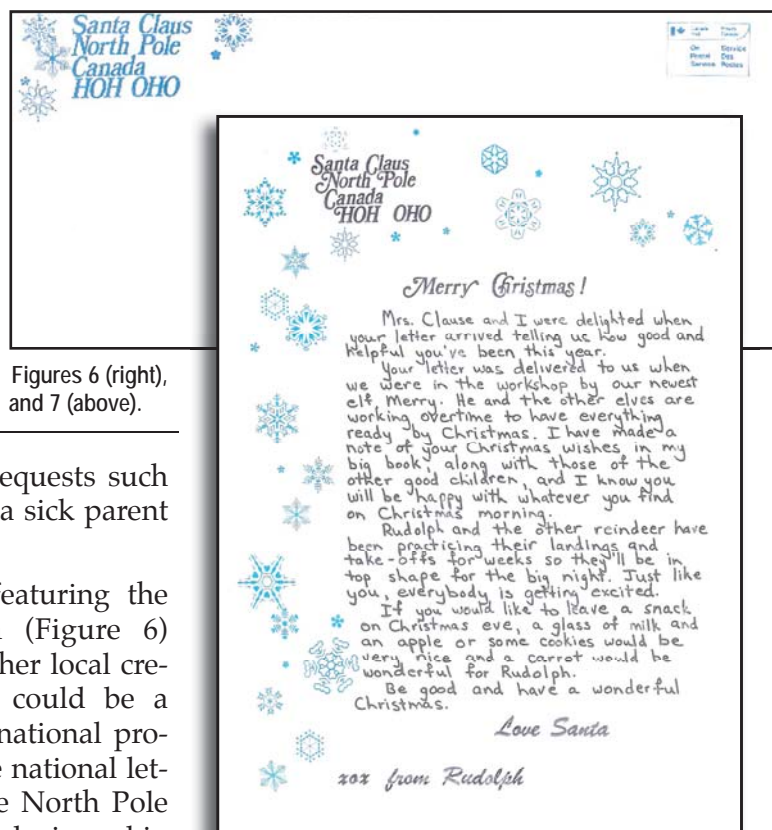 Santa Claus
North Pole
Canada
HOH OHO
On Service
Postal Des
Service Postes
Santa Claus
North Pole
Canada
HOH OHO
Merry Christmas!
Mrs. Clause and I were delighted when
your letter arrived telling us how good and
helpful you've been this year.
Your letter was delivered to us when
we were in the workshop by our newest
elf, Merry. He and the other elves are
working overtime to have everything
ready by Christmas. I have made a
note of your Christmas wishes in my
big book, along with those of the
other good children, and I know you
will be happy with whatever you find
on Christmas morning.
Rudolph and the other reindeer have
been practicing their landings and
take-offs for weeks so they'll be in
top shape for the big night. Just like
you, everybody is getting excited.
If you would like to leave a snack
on Christmas eve, a glass of milk and
an apple or some cookies would be
very nice and a carrot would be
wonderful for Rudolph.
Be good and have a wonderful
Christmas.
Love Santa
xox from Rudolph
Figures 6 (right),
and 7 (above).
equests such
a sick parent
eaturing the
(Figure 6)
her local cre-
could be a
national pro-
e national let-
e North Pole